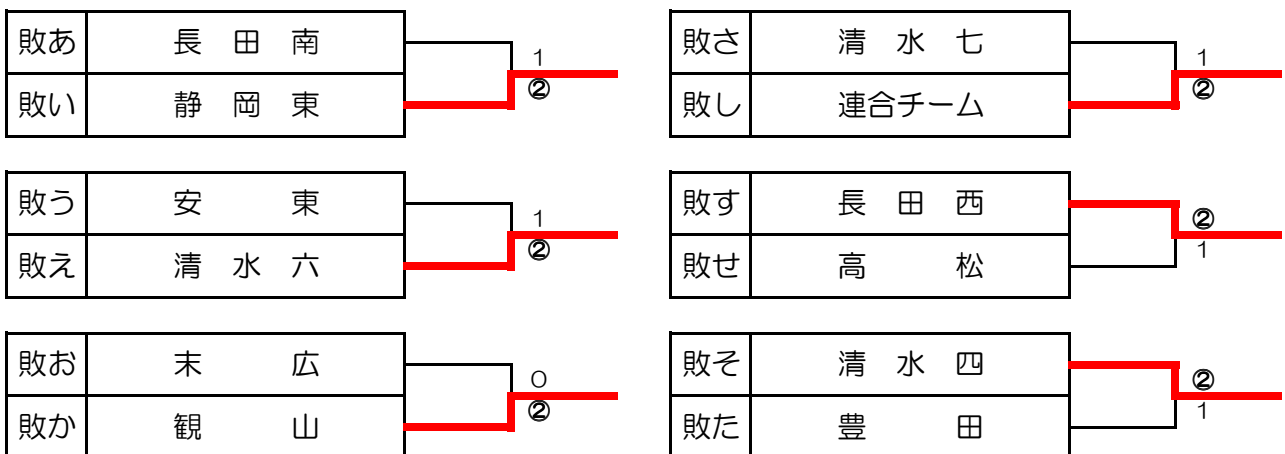 敗あ 長田南
1
敗い 静岡東
②
敗う 安東
1
敗え 清水六
②
敗お 末広
0
敗か 観山
②
敗さ 清水七
1
敗し 連合チーム
②
敗す 長田西
②
敗せ 高松
1
敗そ 清水四
②
敗た 豊田
1